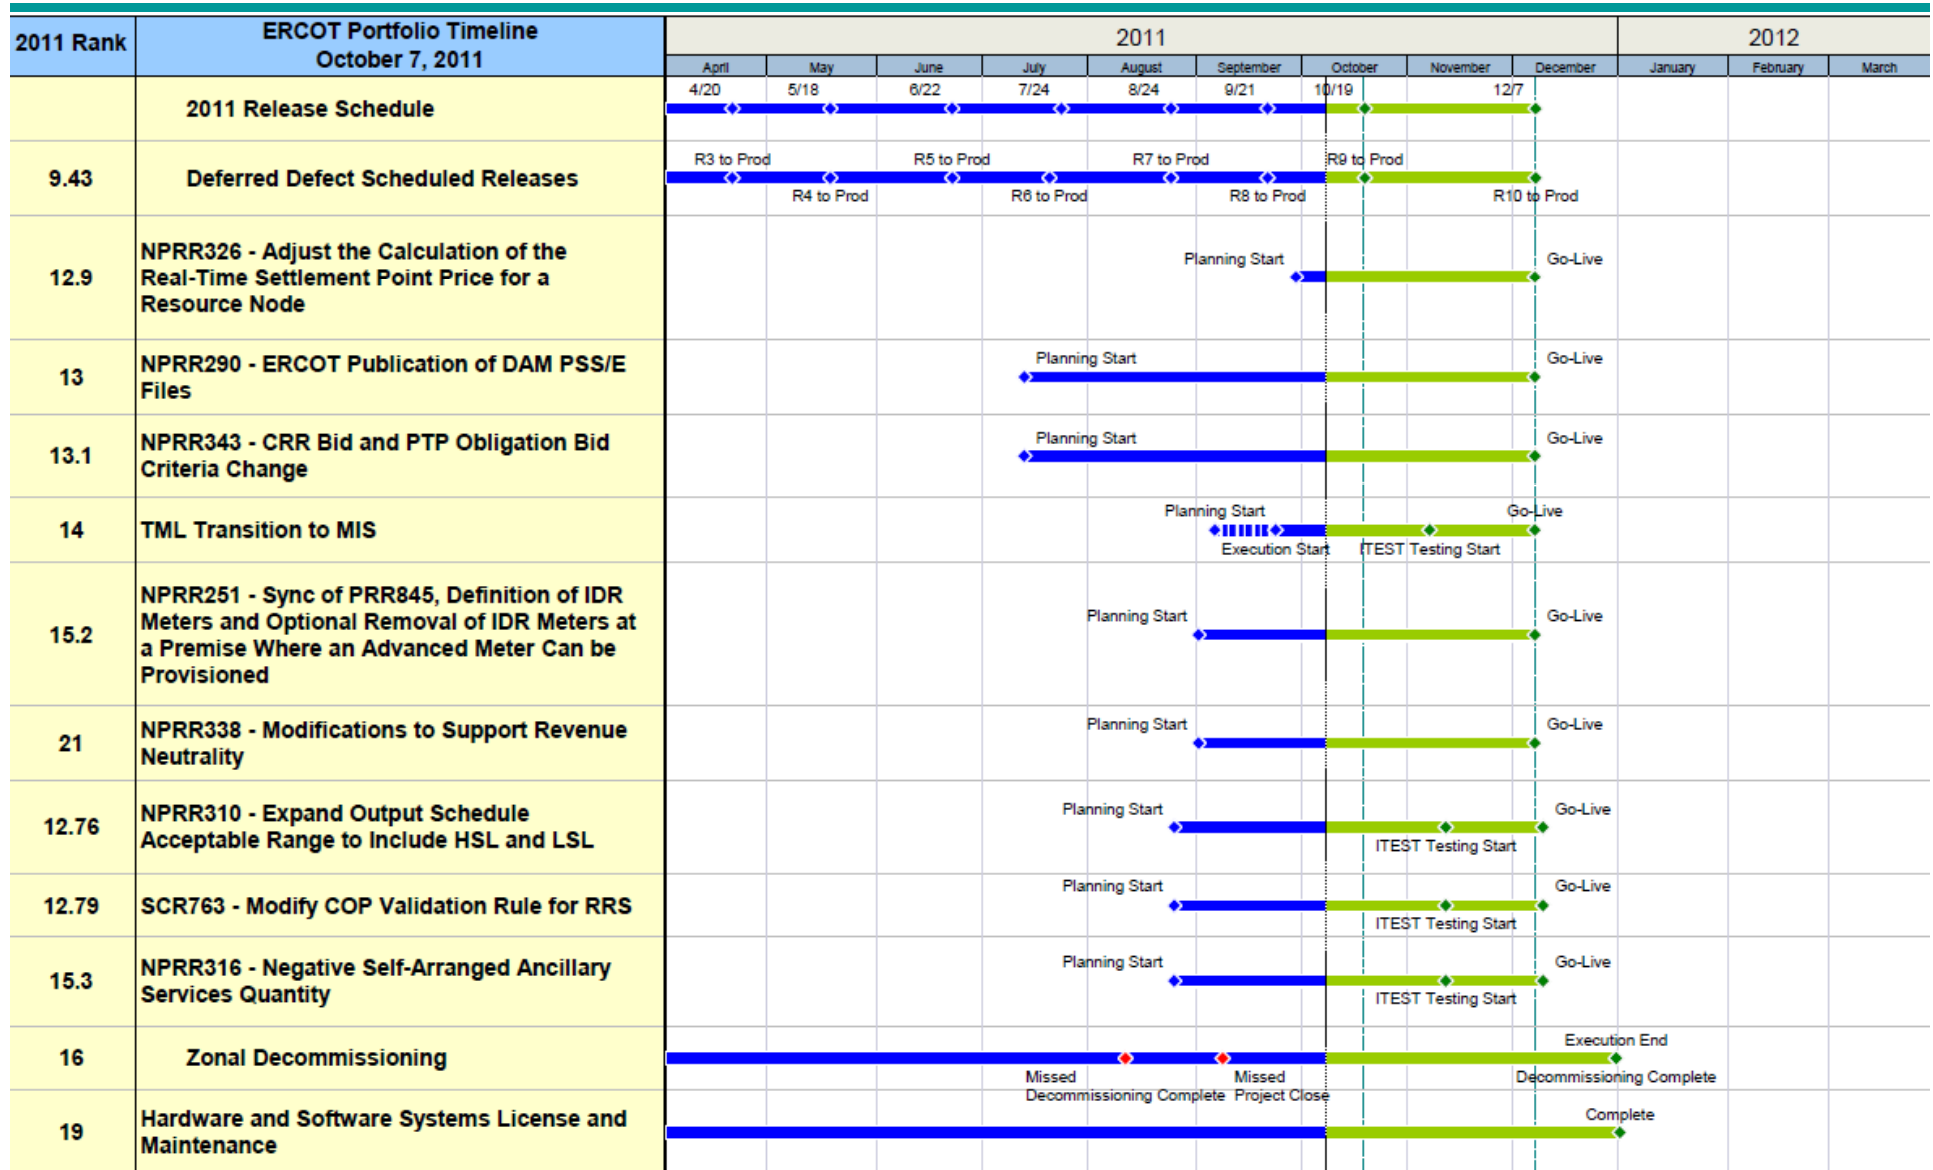 2011 Rank
ERCOT Portfolio Timeline
October 7, 2011
2011
2012
April May June July August September October November December January February March
2011 Release Schedule
4/20 5/18 6/22 7/24 8/24 9/21 10/19 12/7
9.43
Deferred Defect Scheduled Releases
R3 to Prod R5 to Prod R7 to Prod R9 to Prod
R4 to Prod R6 to Prod R8 to Prod R10 to Prod
12.9
NPRR326 - Adjust the Calculation of the
Real-Time Settlement Point Price for a
Resource Node
Planning Start Go-Live
13
NPRR290 - ERCOT Publication of DAM PSS/E
Files
Planning Start Go-Live
13.1
NPRR343 - CRR Bid and PTP Obligation Bid
Criteria Change
Planning Start Go-Live
14
TML Transition to MIS
Planning Start Go-Live
Execution Start ITEST Testing Start
15.2
NPRR251 - Sync of PRR845, Definition of IDR
Meters and Optional Removal of IDR Meters at
a Premise Where an Advanced Meter Can be
Provisioned
Planning Start Go-Live
21
NPRR338 - Modifications to Support Revenue
Neutrality
Planning Start Go-Live
12.76
NPRR310 - Expand Output Schedule
Acceptable Range to Include HSL and LSL
Planning Start Go-Live
ITEST Testing Start
12.79
SCR763 - Modify COP Validation Rule for RRS
Planning Start Go-Live
ITEST Testing Start
15.3
NPRR316 - Negative Self-Arranged Ancillary
Services Quantity
Planning Start Go-Live
ITEST Testing Start
16
Zonal Decommissioning
Execution End
Missed Missed Decommissioning Complete
Decommissioning Complete Project Close
19
Hardware and Software Systems License and
Maintenance
Complete